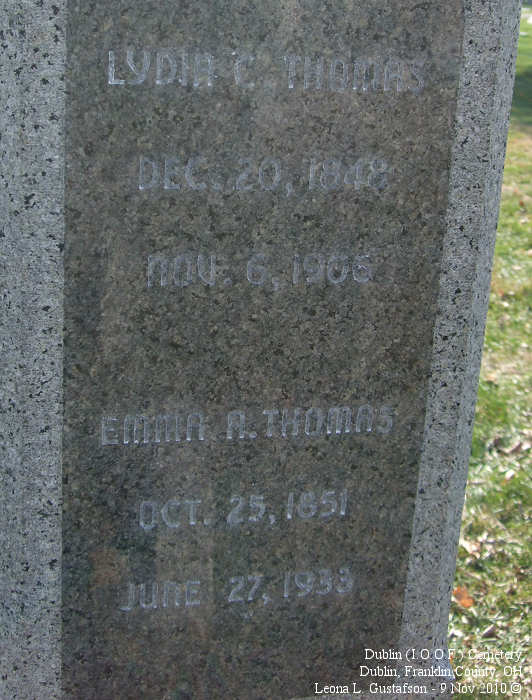 LYDIA C. THOMAS
DEC. 20, 1848
NOV. 6, 1906
EMMA A. THOMAS
OCT. 25, 1851
JUNE 27, 1933
Dublin (I.O.O.F.) Cemetery
Dublin, Franklin County, OH
Leona L. Gustafson - 9 Nov 2010 ©